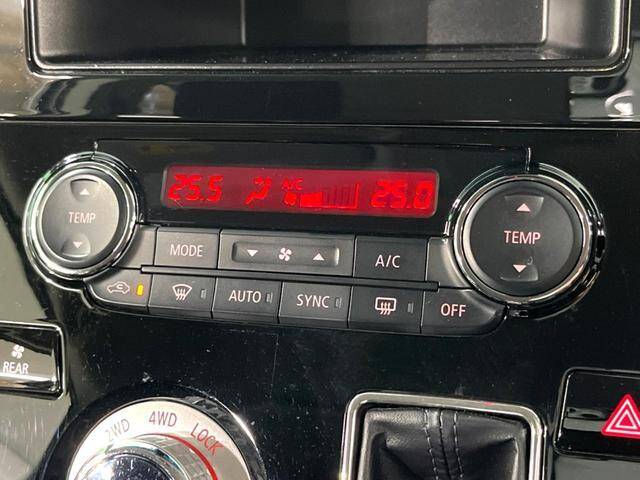 25.5 A/C 25.0
TEMP
MODE
A/C
TEMP
AUTO
SYNC
OFF
REAR
2WD 4WD LOCK